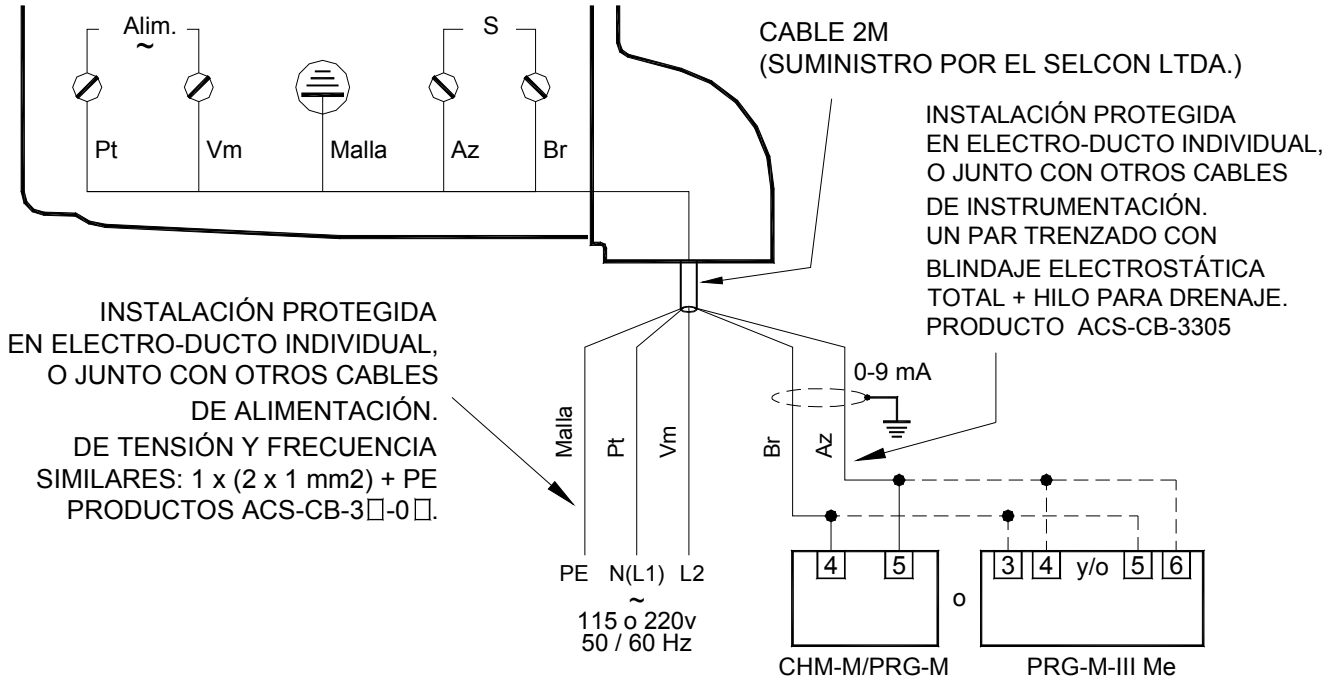 Alim.
~
S
Pt
Vm
Malla
Az
Br
CABLE 2M
(SUMINISTRO POR EL SELCON LTDA.)
INSTALACIÓN PROTEGIDA
EN ELECTRO-DUCTO INDIVIDUAL,
O JUNTO CON OTROS CABLES
DE INSTRUMENTACIÓN.
UN PAR TRENZADO CON
BLINDAJE ELECTROSTÁTICA
TOTAL + HILO PARA DRENAJE.
PRODUCTO ACS-CB-3305
INSTALACIÓN PROTEGIDA
EN ELECTRO-DUCTO INDIVIDUAL,
O JUNTO CON OTROS CABLES
DE ALIMENTACIÓN.
DE TENSIÓN Y FRECUENCIA
SIMILARES: 1 x (2 x 1 mm2) + PE
PRODUCTOS ACS-CB-3□-0□.
Malla
Pt
Vm
Br
Az
0-9 mA
PE N(L1) L2
~
115 o 220v
50 / 60 Hz
4 5
o
3 4 y/o 5 6
CHM-M/PRG-M
PRG-M-III Me